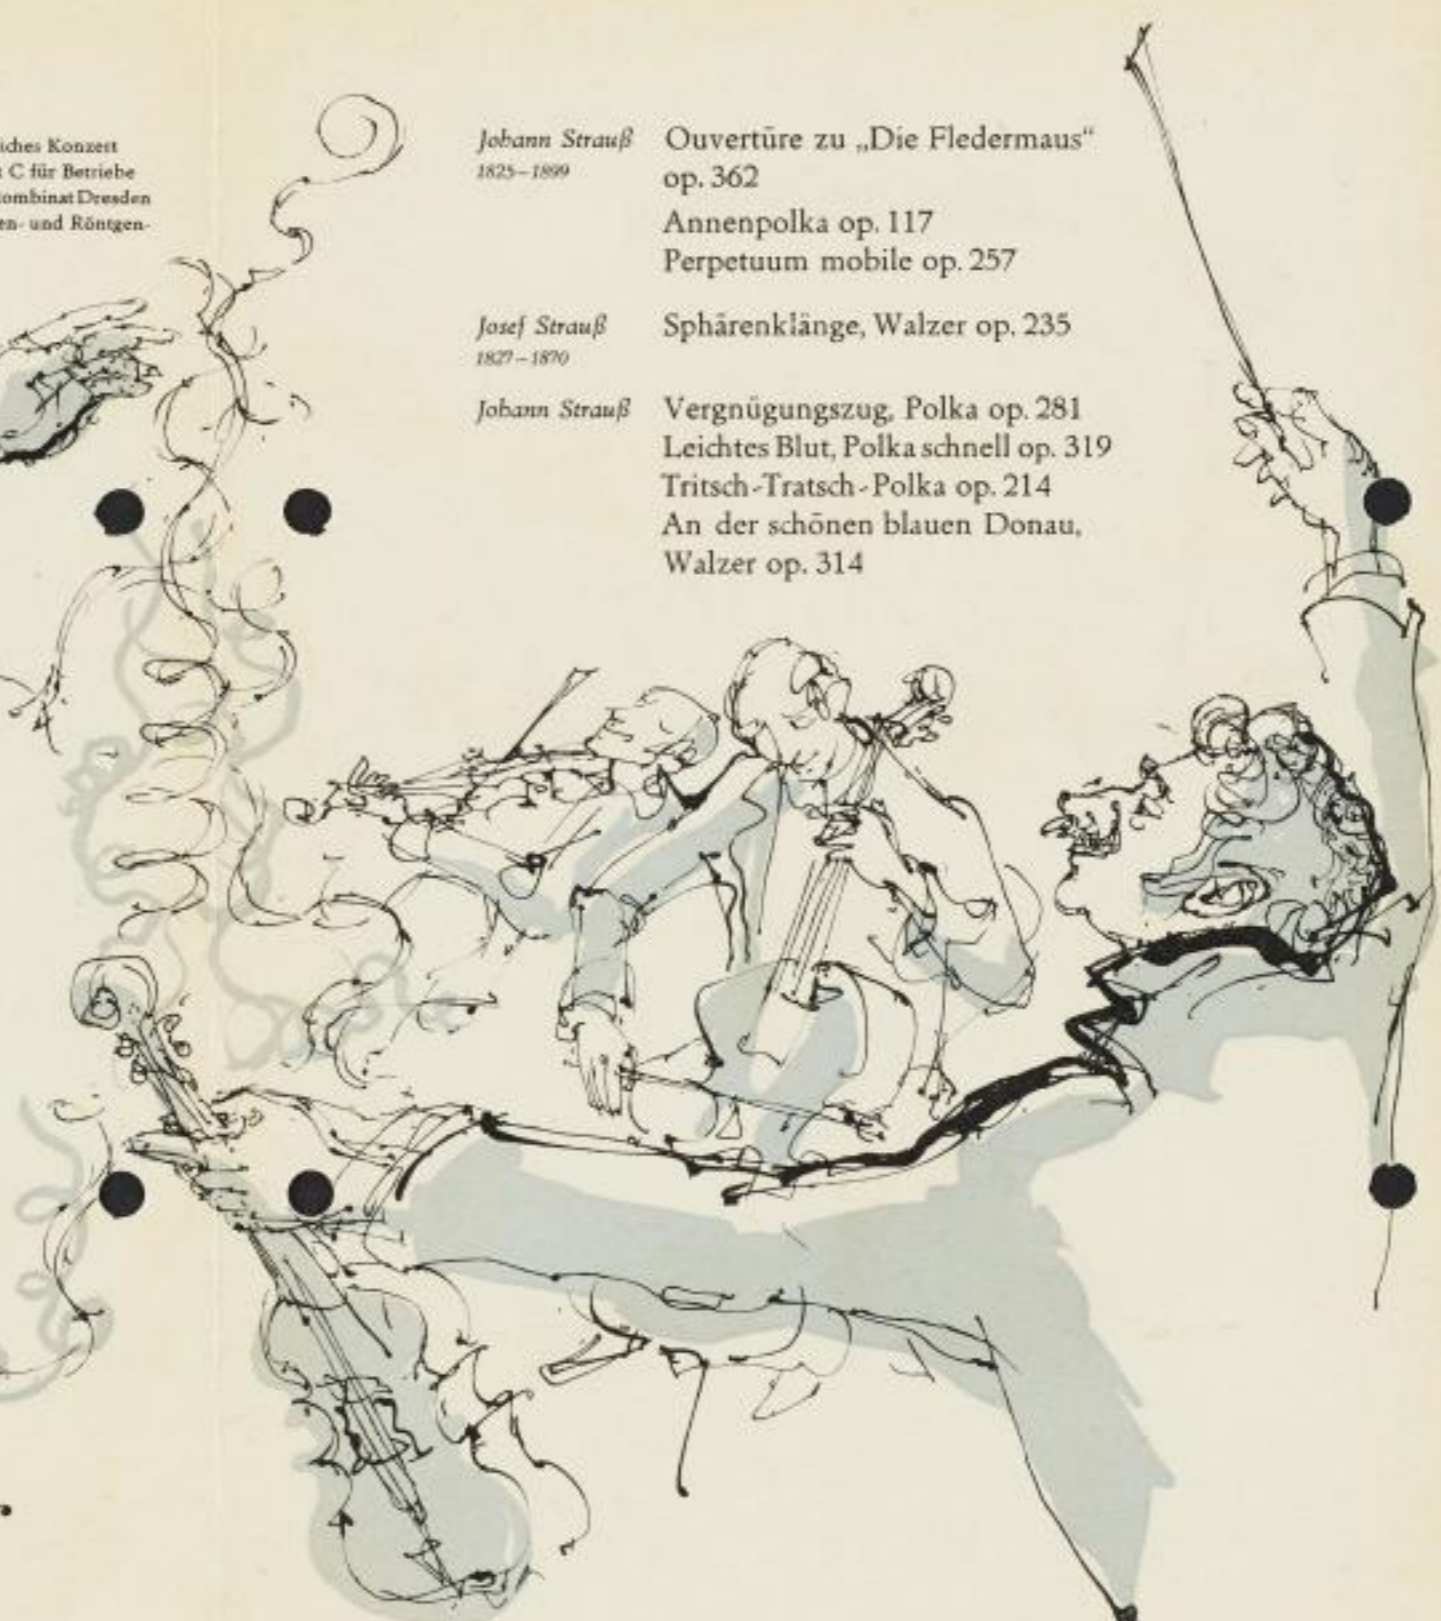 iches Konzert
C für Betriebe
ombinat Dresden
en- und Röntgen-
Johann Strauß
1825–1899
Ouvertüre zu „Die Fledermaus“
op. 362
Annenpolka op. 117
Perpetuum mobile op. 257
Josef Strauß
1827–1870
Sphärenklänge, Walzer op. 235
Johann Strauß
Vergnügungszug, Polka op. 281
Leichtes Blut, Polka schnell op. 319
Tritsch-Tratsch-Polka op. 214
An der schönen blauen Donau,
Walzer op. 314